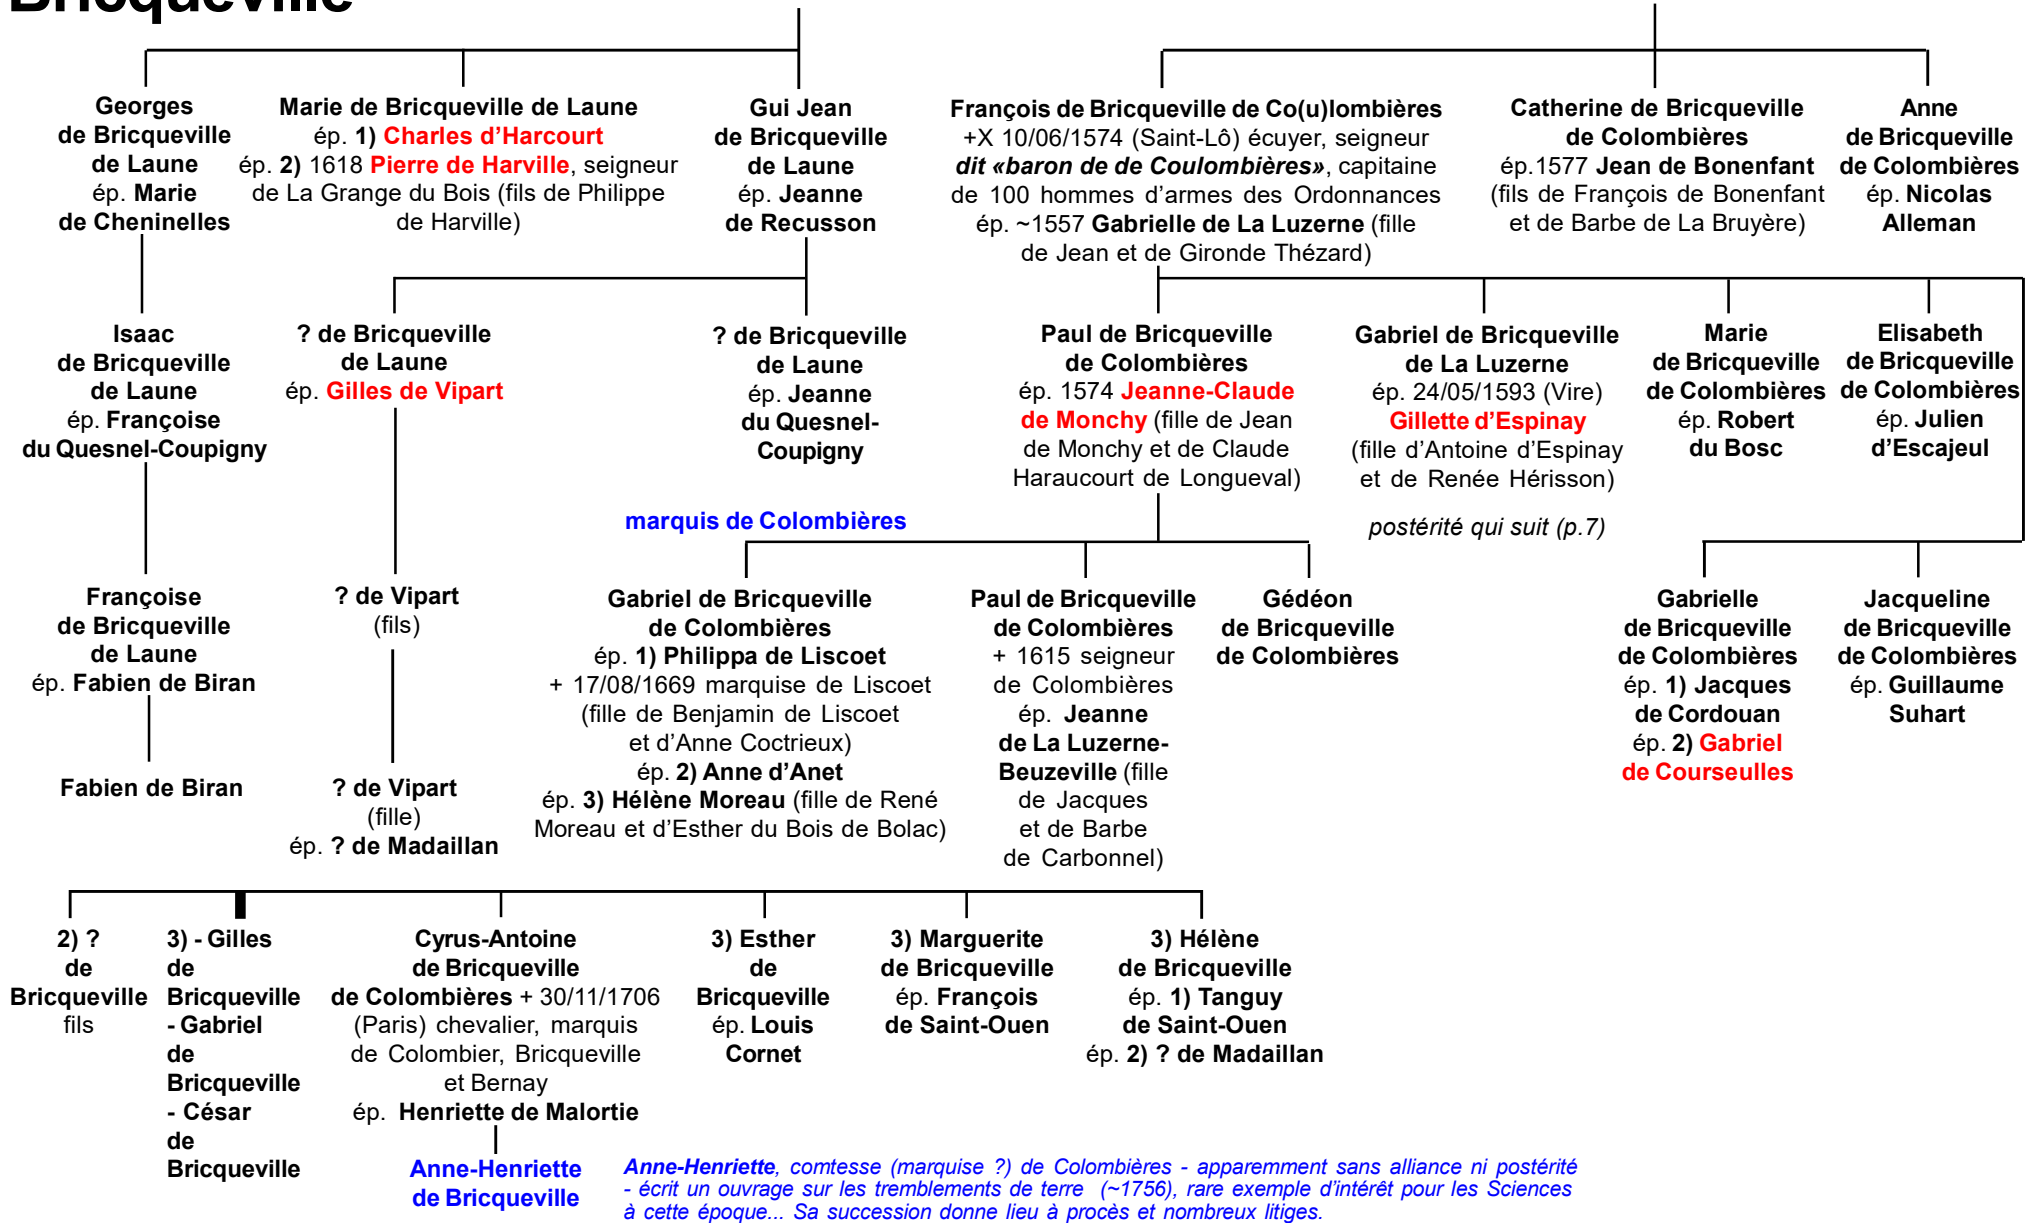 Bricqueville
Georges
de Bricqueville
de Laune
ép. Marie
de Cheninelles
Marie de Bricqueville de Laune
ép. 1) Charles d’Harcourt
ép. 2) 1618 Pierre de Harville, seigneur
de La Grange du Bois (fils de Philippe
de Harville)
Gui Jean
de Bricqueville
de Laune
ép. Jeanne
de Recusson
François de Bricqueville de Co(u)lombières
+X 10/06/1574 (Saint-Lô) écuyer, seigneur
dit «baron de de Coulombières», capitaine
de 100 hommes d’armes des Ordonnances
ép. ~1557 Gabrielle de La Luzerne (fille
de Jean et de Gironde Thézard)
Catherine de Bricqueville
de Colombières
ép.1577 Jean de Bonenfant
(fils de François de Bonenfant
et de Barbe de La Bruyère)
Anne
de Bricqueville
de Colombières
ép. Nicolas
Alleman
Isaac
de Bricqueville
de Laune
ép. Françoise
du Quesnel-Coupigny
? de Bricqueville
de Laune
ép. Gilles de Vipart
? de Bricqueville
de Laune
ép. Jeanne
du Quesnel-
Coupigny
Paul de Bricqueville
de Colombières
ép. 1574 Jeanne-Claude
de Monchy (fille de Jean
de Monchy et de Claude
Haraucourt de Longueval)
Gabriel de Bricqueville
de La Luzerne
ép. 24/05/1593 (Vire)
Gillette d’Espinay
(fille d’Antoine d’Espinay
et de Renée Hérisson)
postérité qui suit (p.7)
Marie
de Bricqueville
de Colombières
ép. Robert
du Bosc
Elisabeth
de Bricqueville
de Colombières
ép. Julien
d’Escajeul
marquis de Colombières
Françoise
de Bricqueville
de Laune
ép. Fabien de Biran
? de Vipart
(fils)
Gabriel de Bricqueville
de Colombières
ép. 1) Philippa de Liscoet
+ 17/08/1669 marquise de Liscoet
(fille de Benjamin de Liscoet
et d’Anne Coctrieux)
ép. 2) Anne d’Anet
ép. 3) Hélène Moreau (fille de René
Moreau et d’Esther du Bois de Bolac)
Paul de Bricqueville
de Colombières
+ 1615 seigneur
de Colombières
ép. Jeanne
de La Luzerne-
Beuzeville (fille
de Jacques
et de Barbe
de Carbonnel)
Gédéon
de Bricqueville
de Colombières
Gabrielle
de Bricqueville
de Colombières
ép. 1) Jacques
de Cordouan
ép. 2) Gabriel
de Courseulles
Jacqueline
de Bricqueville
de Colombières
ép. Guillaume
Suhart
Fabien de Biran
? de Vipart
(fille)
ép. ? de Madaillan
2) ?
de
Bricqueville
fils
3) - Gilles
de
Bricqueville
- Gabriel
de
Bricqueville
- César
de
Bricqueville
Cyrus-Antoine
de Bricqueville
de Colombières + 30/11/1706
(Paris) chevalier, marquis
de Colombier, Bricqueville
et Bernay
ép. Henriette de Malortie
3) Esther
de
Bricqueville
ép. Louis
Cornet
3) Marguerite
de Bricqueville
ép. François
de Saint-Ouen
3) Hélène
de Bricqueville
ép. 1) Tanguy
de Saint-Ouen
ép. 2) ? de Madaillan
Anne-Henriette
de Bricqueville
Anne-Henriette, comtesse (marquise ?) de Colombières - apparemment sans alliance ni postérité
- écrit un ouvrage sur les tremblements de terre (~1756), rare exemple d’intérêt pour les Sciences
à cette époque... Sa succession donne lieu à procès et nombreux litiges.